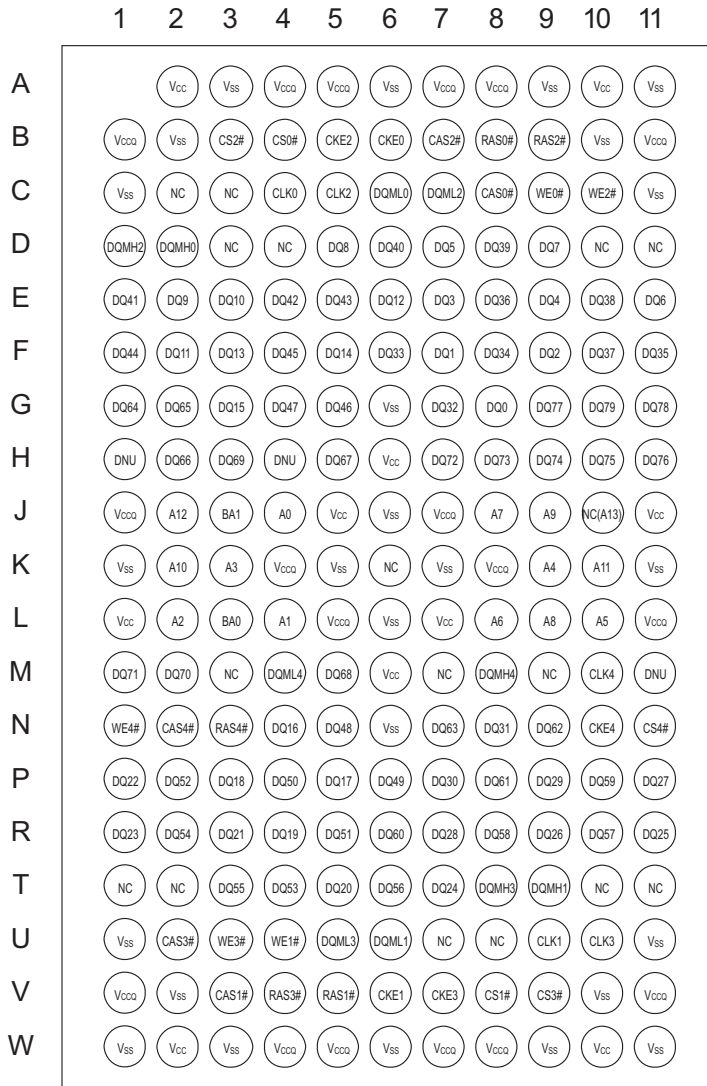 1 2 3 4 5 6 7 8 9 10 11
A Vcc Vss VccQ VccQ Vss VccQ VccQ Vss Vcc Vss
B VccQ Vss CS2# CS0# CKE2 CKE0 CAS2# RAS0# RAS2# Vss VccQ
C Vss NC NC CLK0 CLK2 DQML0 DQML2 CAS0# WE0# WE2# Vss
D DQMH2 DQMH0 NC NC DQ8 DQ40 DQ5 DQ39 DQ7 NC NC
E DQ41 DQ9 DQ10 DQ42 DQ43 DQ12 DQ3 DQ36 DQ4 DQ38 DQ6
F DQ44 DQ11 DQ13 DQ45 DQ14 DQ33 DQ1 DQ34 DQ2 DQ37 DQ35
G DQ64 DQ65 DQ15 DQ47 DQ46 Vss DQ32 DQ0 DQ77 DQ79 DQ78
H DNU DQ66 DQ69 DNU DQ67 Vcc DQ72 DQ73 DQ74 DQ75 DQ76
J VccQ A12 BA1 A0 Vcc Vss VccQ A7 A9 NC(A13) Vcc
K Vss A10 A3 VccQ Vss NC Vss VccQ A4 A11 Vss
L Vcc A2 BA0 A1 VccQ Vss Vcc A6 A8 A5 VccQ
M DQ71 DQ70 NC DQML4 DQ68 Vcc NC DQMH4 NC CLK4 DNU
N WE4# CAS4# RAS4# DQ16 DQ48 Vss DQ63 DQ31 DQ62 CKE4 CS4#
P DQ22 DQ52 DQ18 DQ50 DQ17 DQ49 DQ30 DQ61 DQ29 DQ59 DQ27
R DQ23 DQ54 DQ21 DQ19 DQ51 DQ60 DQ28 DQ58 DQ26 DQ57 DQ25
T NC NC DQ55 DQ53 DQ20 DQ56 DQ24 DQMH3 DQMH1 NC NC
U Vss CAS3# WE3# WE1# DQML3 DQML1 NC NC CLK1 CLK3 Vss
V VccQ Vss CAS1# RAS3# RAS1# CKE1 CKE3 CS1# CS3# Vss VccQ
W Vss Vcc Vss VccQ VccQ Vss VccQ VccQ Vss Vcc Vss